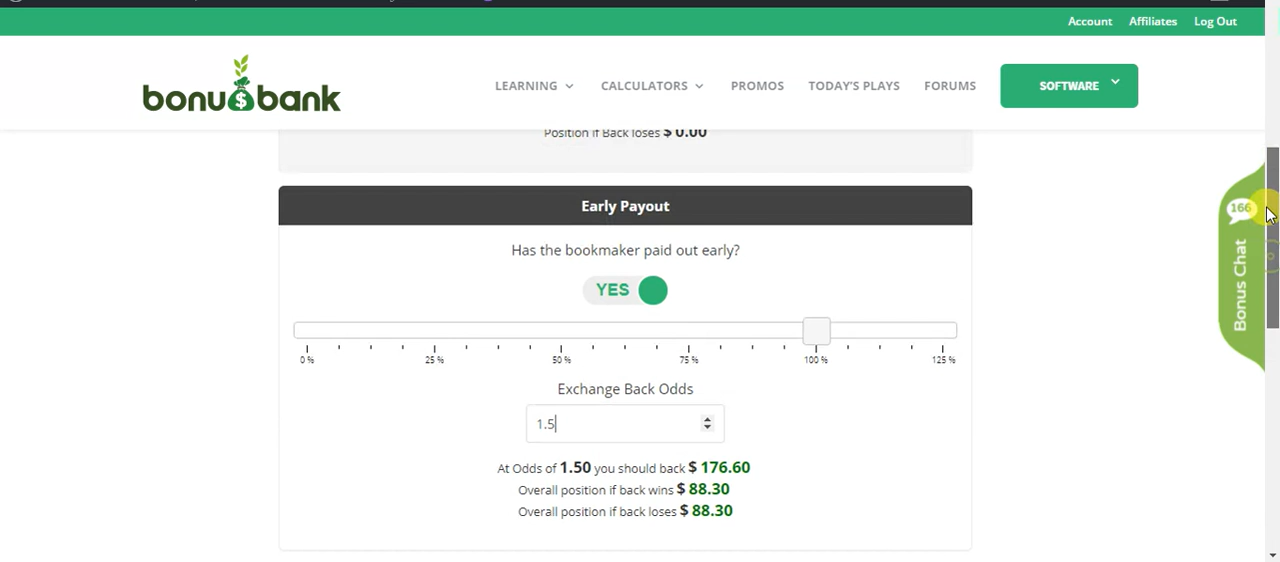 Account Affiliates Log Out
bonu$bank
LEARNING CALCULATORS PROMOS TODAY'S PLAYS FORUMS SOFTWARE
Position if Back loses $ 0.00
166
Bonus Chat
Early Payout
Has the bookmaker paid out early?
YES
0 % 25 % 50 % 75 % 100 % 125 %
Exchange Back Odds
1.5
At Odds of 1.50 you should back $ 176.60
Overall position if back wins $ 88.30
Overall position if back loses $ 88.30